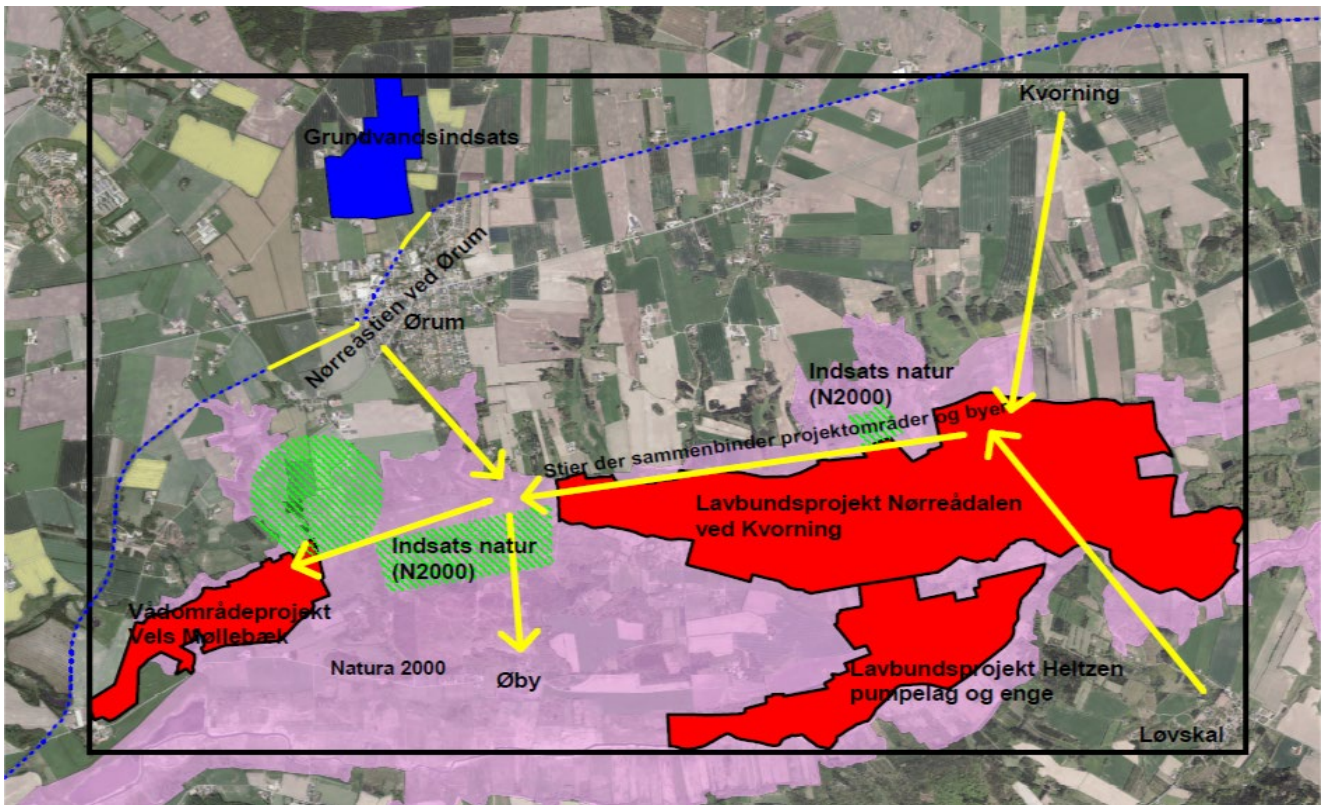 Kvorning
Grundvandsindsats
Nørreåstien ved Ørum
Ørum
Indsats natur
(N2000)
Stier der sammenbinder projektområder og byer
Lavbundsprojekt Nørreådalen
ved Kvorning
Indsats natur
(N2000)
Vådområdeprojekt
Vels Møllebæk
Natura 2000
Øby
Lavbundsprojekt Heltzen
pumpelag og enge
Løvskal